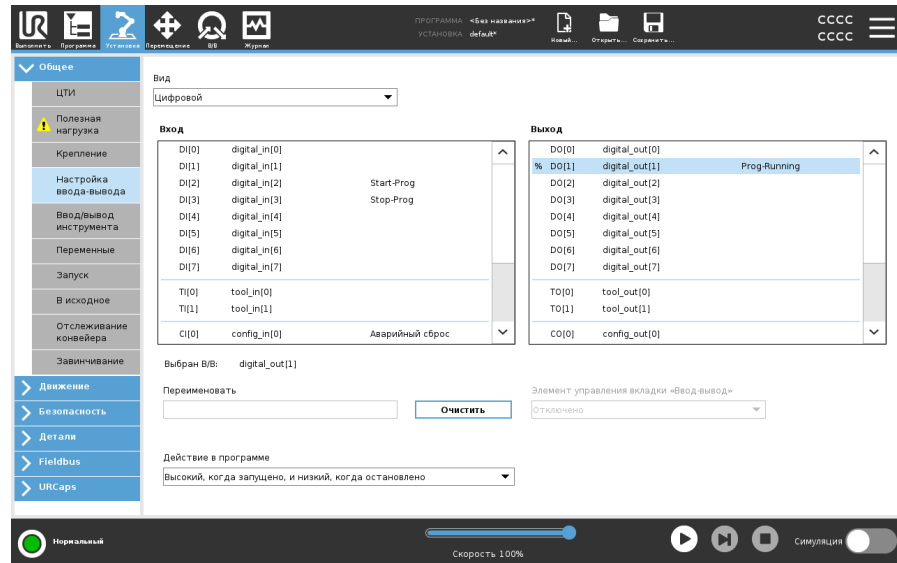 ПРОГРАММА <Без названия>*
УСТАНОВКА default*
Выполнить Программа Установка Перемещение В/В Журнал
Новый... Открыть... Сохранить...
CCCC
CCCC
Общее
ЦТИ
Полезная
нагрузка
Крепление
Настройка
ввода-вывода
Ввод/вывод
инструмента
Переменные
Запуск
В исходное
Отслеживание
конвейера
Завинчивание
Движение
Безопасность
Детали
Fieldbus
URCaps
Вид
Цифровой
Вход
DI[0] digital_in[0]
DI[1] digital_in[1]
DI[2] digital_in[2] Start-Prog
DI[3] digital_in[3] Stop-Prog
DI[4] digital_in[4]
DI[5] digital_in[5]
DI[6] digital_in[6]
DI[7] digital_in[7]
TI[0] tool_in[0]
TI[1] tool_in[1]
CI[0] config_in[0] Аварийный сброс
Выход
DO[0] digital_out[0]
% DO[1] digital_out[1] Prog-Running
DO[2] digital_out[2]
DO[3] digital_out[3]
DO[4] digital_out[4]
DO[5] digital_out[5]
DO[6] digital_out[6]
DO[7] digital_out[7]
TO[0] tool_out[0]
TO[1] tool_out[1]
CO[0] config_out[0]
Выбран В/В: digital_out[1]
Переименовать
Очистить
Элемент управления вкладки «Ввод-вывод»
Отключено
Действие в программе
Высокий, когда запущено, и низкий, когда остановлено
Нормальный
Скорость 100%
Симуляция